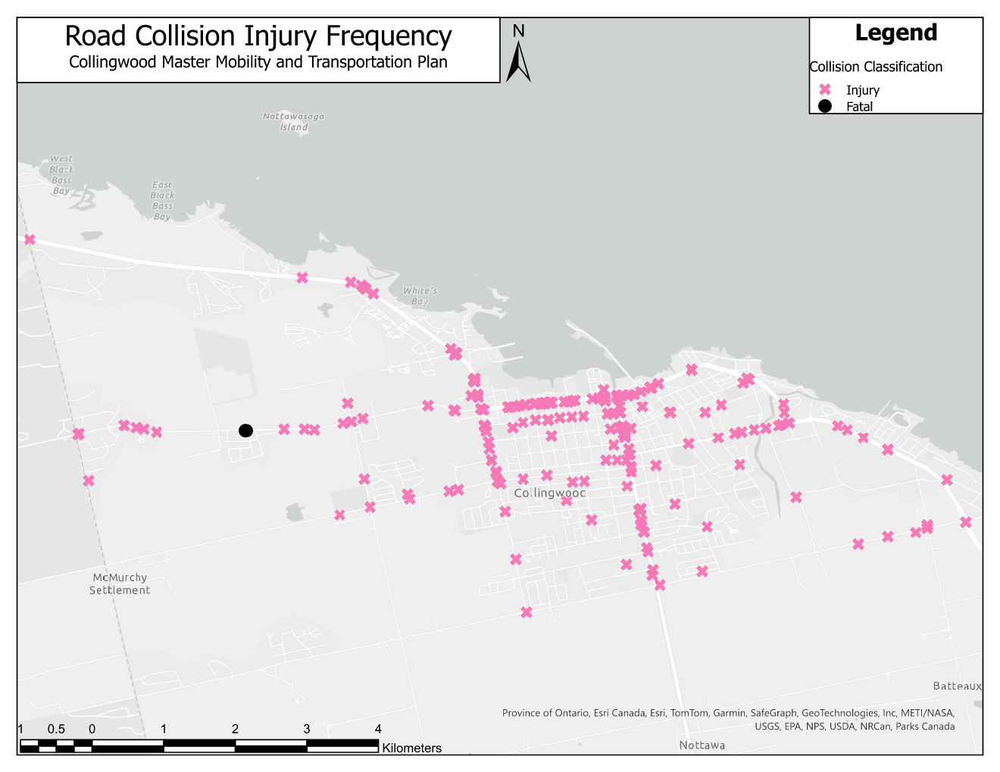 Road Collision Injury Frequency
Collingwood Master Mobility and Transportation Plan
N
Legend
Collision Classification
Injury
Fatal
Nottawasaga
Island
West
Black
Bass
Bay
East
Black
Bass
Bay
White's
Bay
Collingwooc
McMurchy
Settlement
Batteaux
Province of Ontario, Esri Canada, Esri, TomTom, Garmin, SafeGraph, GeoTechnologies, Inc, METI/NASA,
USGS, EPA, NPS, USDA, NRCan, Parks Canada
Nottawa
1 0.5 0 1 2 3 4
Kilometers